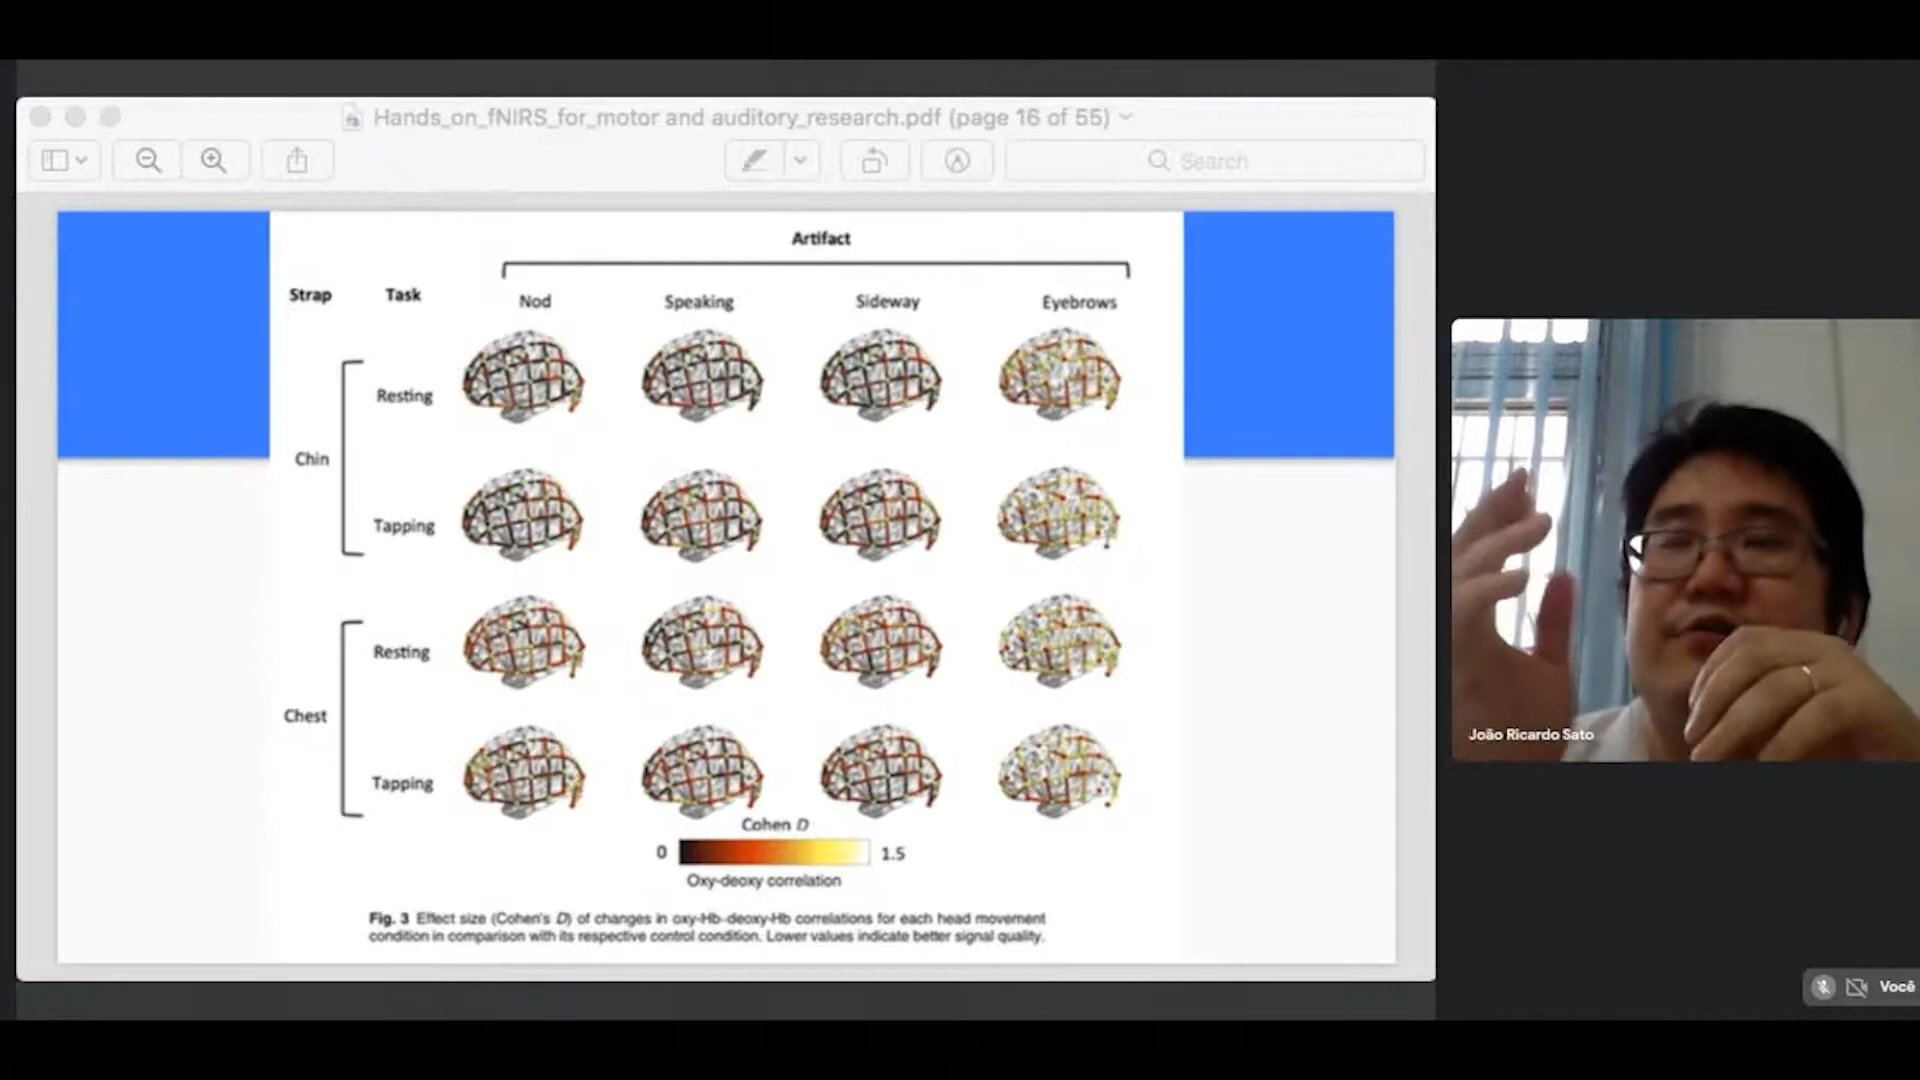 Hands_on_fNIRS_for_motor and auditory_research.pdf (page 16 of 55)
Search
Artifact
Strap Task
Nod Speaking Sideway Eyebrows
Resting
Chin
Tapping
Resting
Chest
Tapping
Cohen D
0 1.5
Oxy-deoxy correlation
Fig. 3 Effect size (Cohen's D) of changes in oxy-Hb-deoxy-Hb correlations for each head movement
condition in comparison with its respective control condition. Lower values indicate better signal quality.
João Ricardo Sato
Você